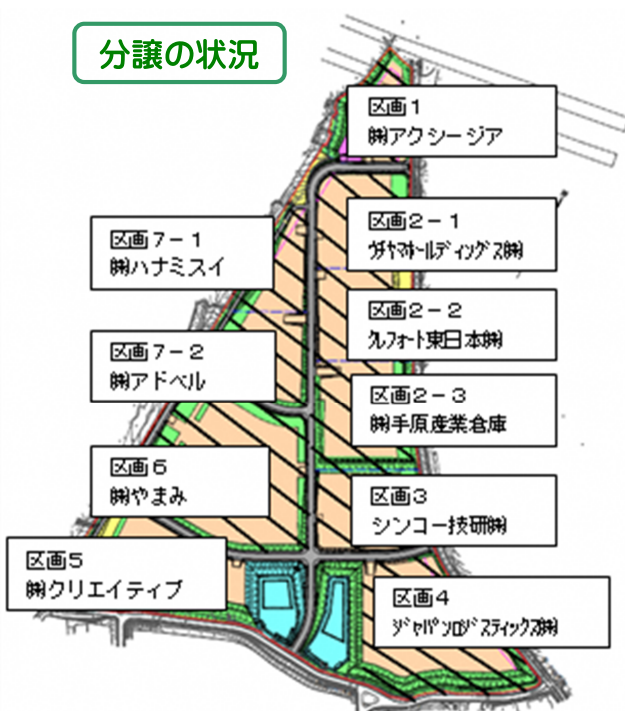 分譲の状況
区画1
㈱アクシージア
区画2-1
ｳﾁﾔﾏﾎｰﾙﾃﾞｨﾝｸﾞｽ㈱
区画7-1
㈱ハナミスイ
区画2-2
ｸﾚﾌｫｰﾄ東日本㈱
区画7-2
㈱アドベル
区画2-3
㈱手原産業倉庫
区画6
㈱やまみ
区画3
シンコー技研㈱
区画5
㈱クリエイティブ
区画4
ｼﾞｬﾊﾟﾝﾛｼﾞｽﾃｨｯｸｽ㈱